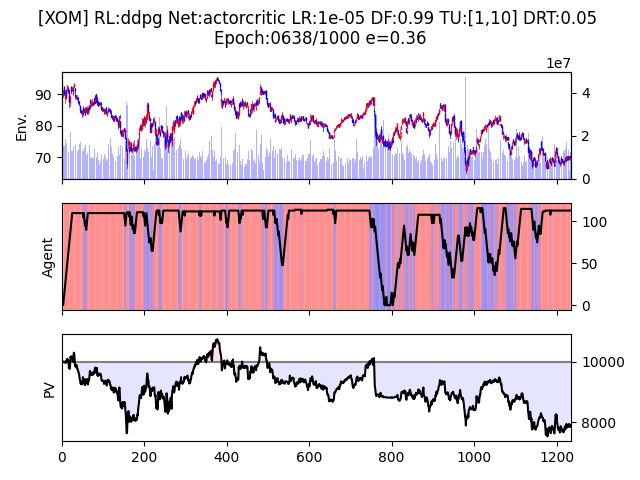 [XOM] RL:ddpg Net:actorcritic LR:1e-05 DF:0.99 TU:[1,10] DRT:0.05
Epoch:0638/1000 e=0.36
1e7
Env.
90
80
70
4
2
0
Agent
100
50
0
PV
10000
8000
0 200 400 600 800 1000 1200